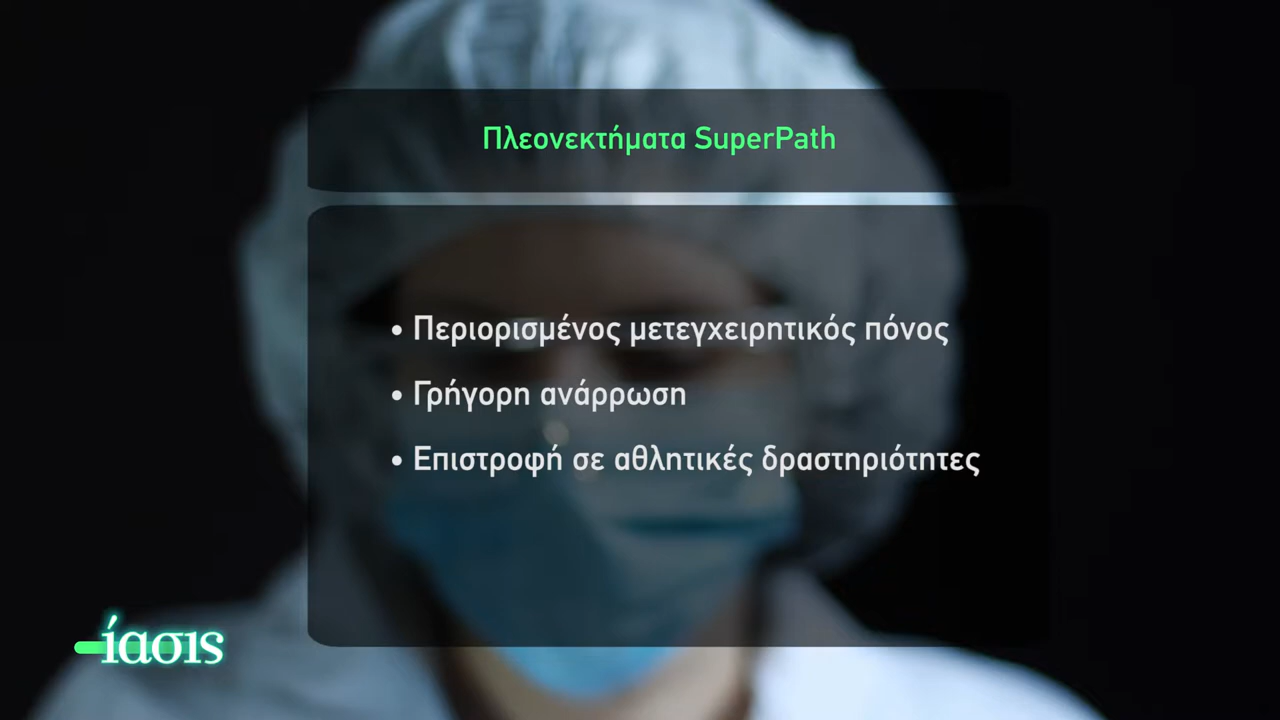 Πλεονεκτήματα SuperPath
• Περιορισμένος μετεγχειρητικός πόνος
• Γρήγορη ανάρρωση
• Επιστροφή σε αθλητικές δραστηριότητες
ίασις